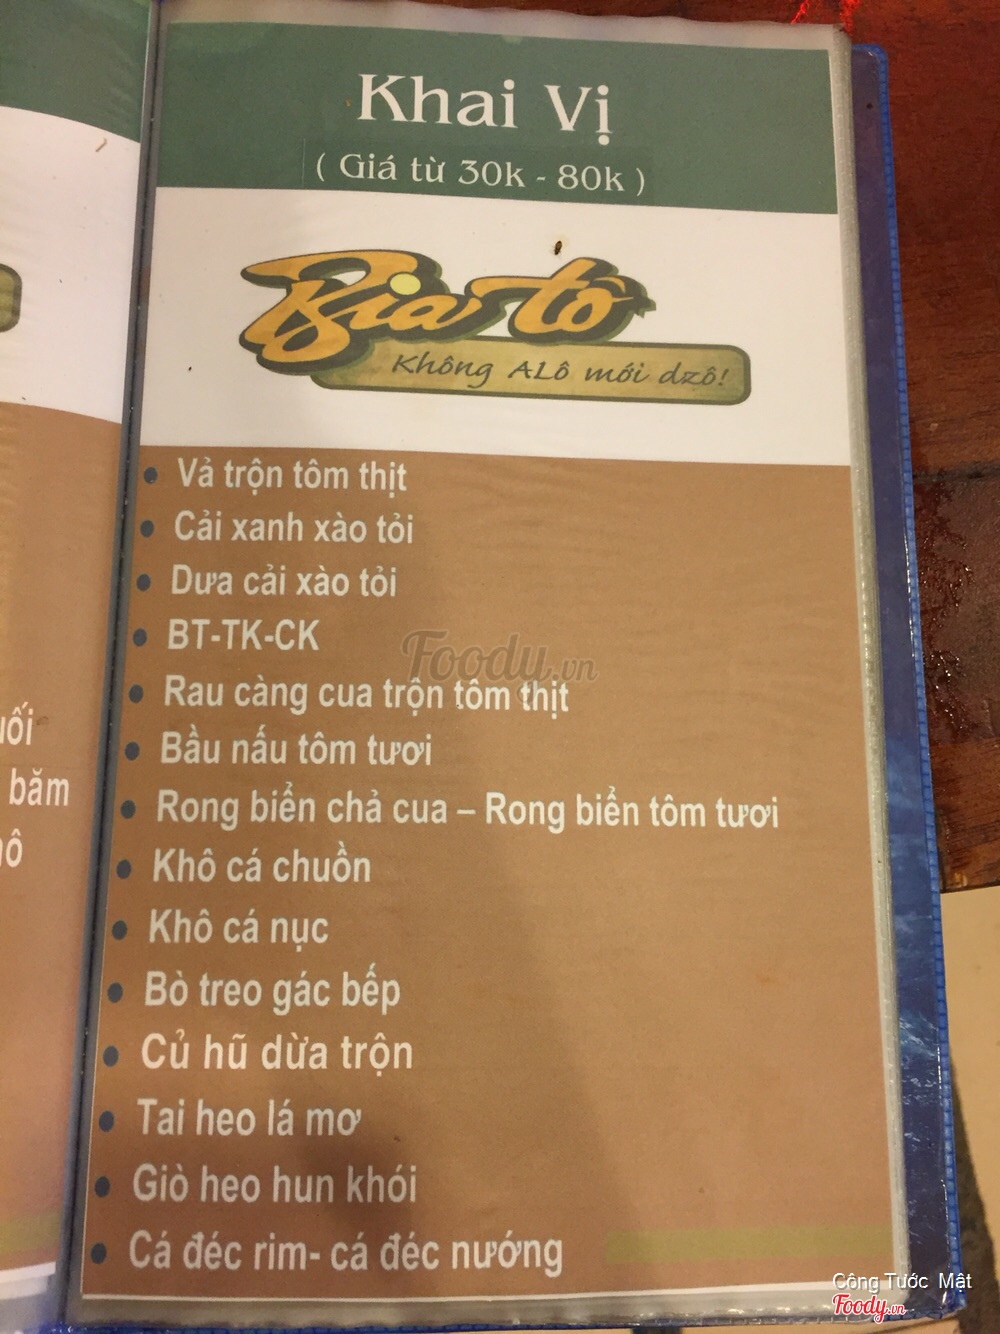 Khai Vị
( Giá từ 30k - 80k )
Bia tô
Không ALô mới dzô!
• Vả trộn tôm thịt
• Cải xanh xào tỏi
• Dưa cải xào tỏi
• BT-TK-CK
• Rau càng cua trộn tôm thịt
• Bầu nấu tôm tươi
• Rong biển chả cua – Rong biển tôm tươi
• Khô cá chuồn
• Khô cá nục
• Bò treo gác bếp
• Củ hũ dừa trộn
• Tai heo lá mơ
• Giò heo hun khói
• Cá đéc rim- cá đéc nướng
băm
Foody.vn
Công Tước Mật
Foody.vn